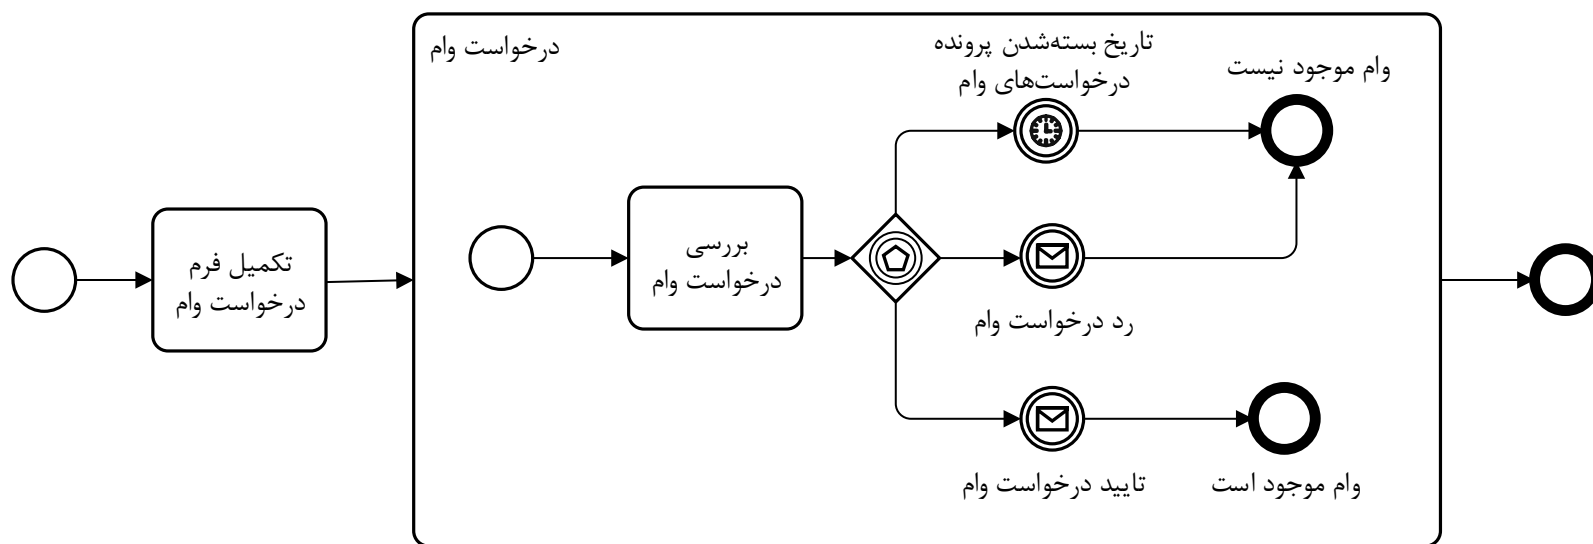 درخواست وام
تاریخ بسته‌شدن پرونده
درخواست‌های وام
وام موجود نیست
تکمیل فرم
درخواست وام
بررسی
درخواست وام
رد درخواست وام
تایید درخواست وام
وام موجود است